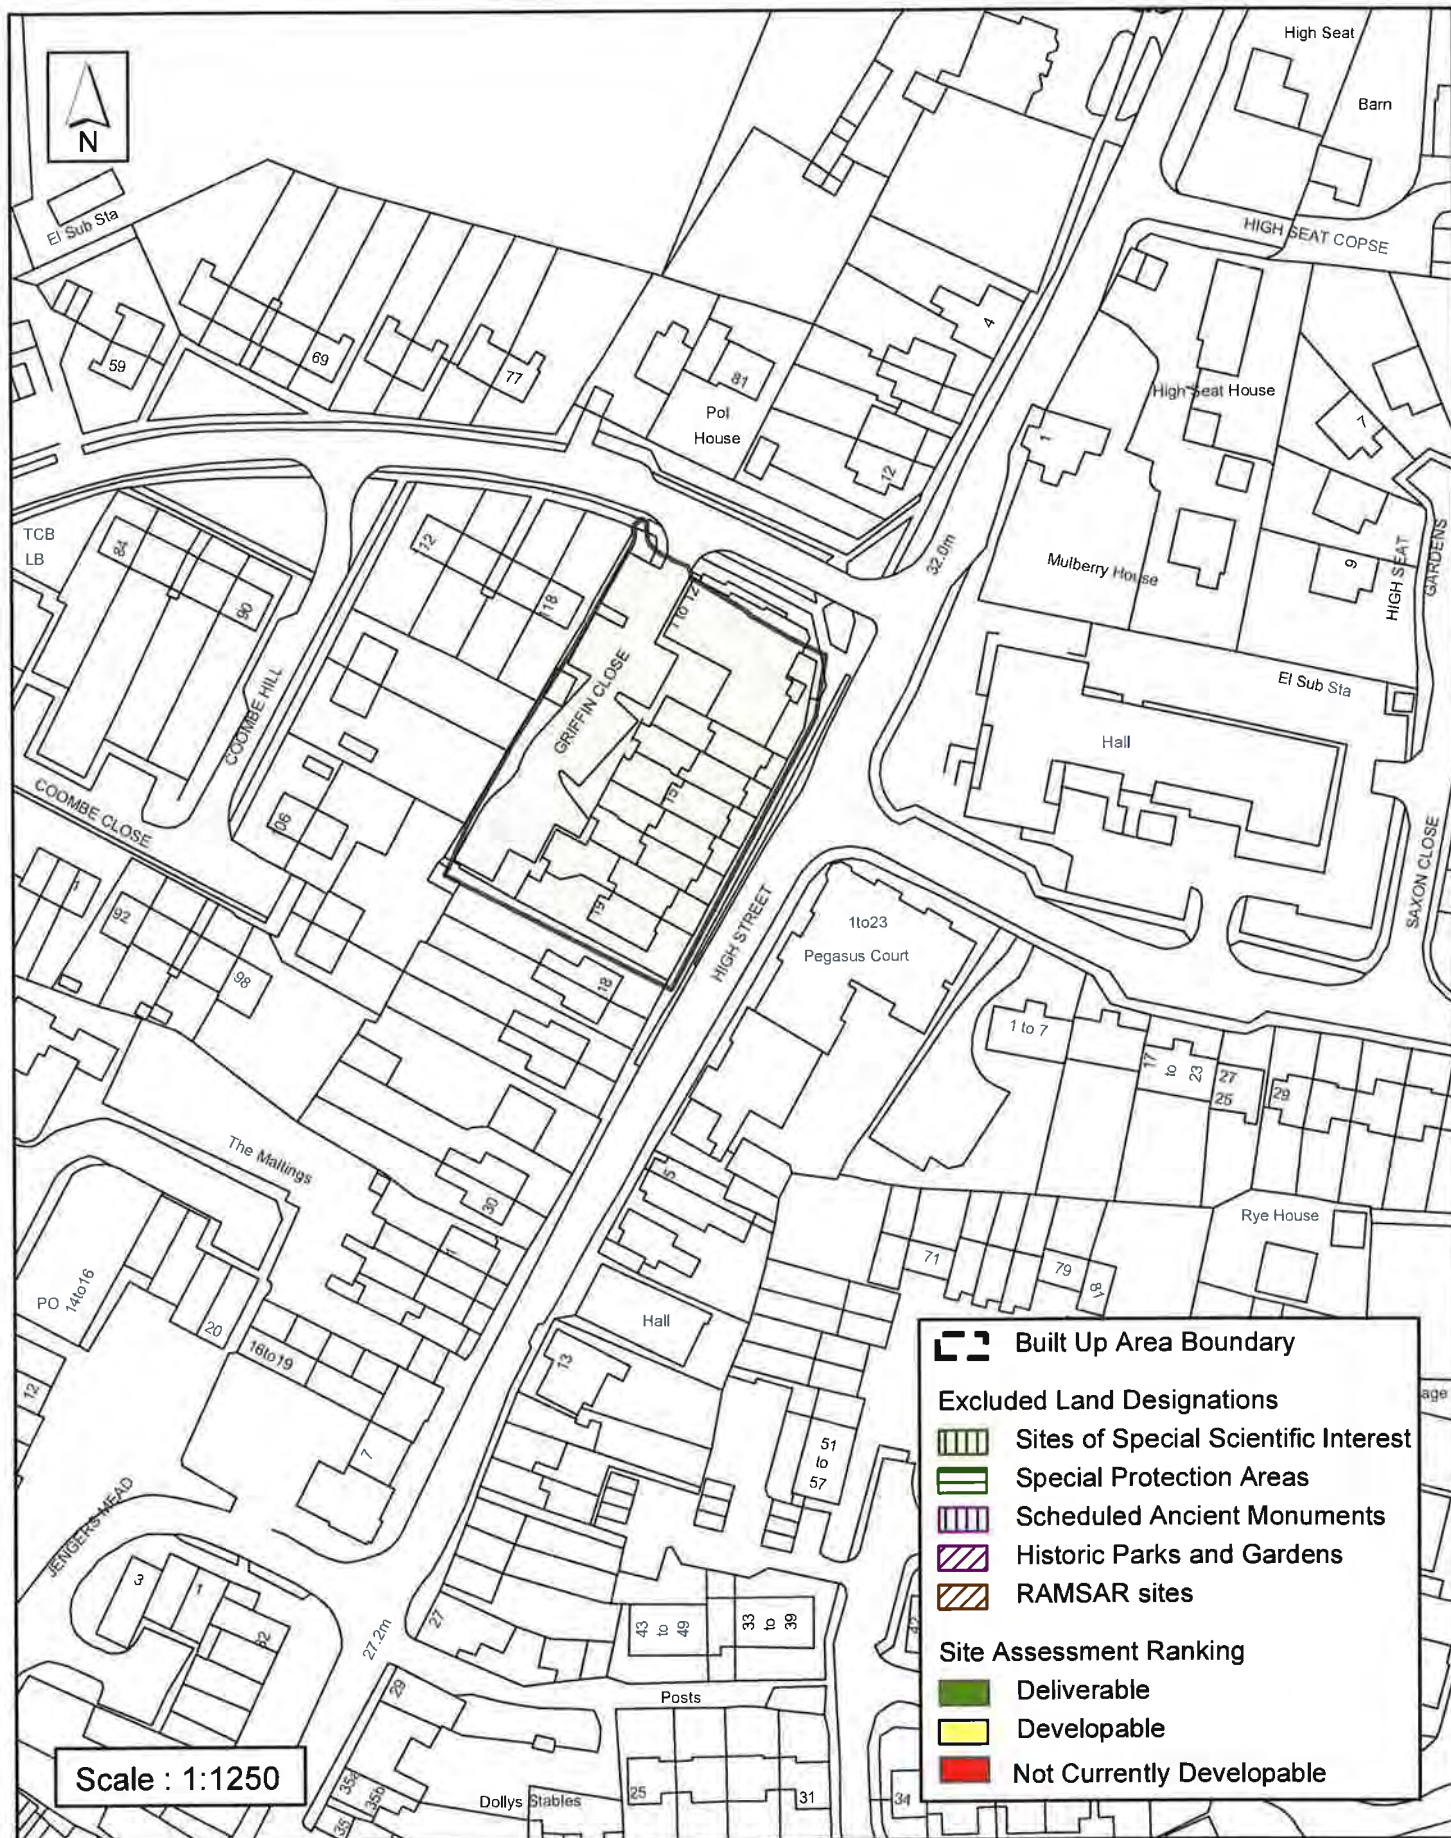 High Seat
Barn
N
El Sub Sta
HIGH SEAT COPSE
59
69
77
81
Pol
House
4
12
1
High Seat House
7
TCB
LB
84
90
12
118
32.0m
Mulberry House
9
HIGH SEAT
GARDENS
1 to 12
GRIFFIN CLOSE
COOMBE HILL
El Sub Sta
Hall
15
COOMBE CLOSE
06
SAXON CLOSE
1
92
98
19
18
HIGH STREET
1to23
Pegasus Court
1 to 7
17
to
23
27
25
29
The Maltings
30
5
Rye House
71
79
81
1
PO
14to16
20
16to19
Hall
13
12
7
51
to
57
JENGERS MEAD
3
1
27.2m
27
43
to
49
33
to
39
42
29
Posts
35a
35b
35
Dollys Stables
25
31
34
age
Built Up Area Boundary
Excluded Land Designations
Sites of Special Scientific Interest
Special Protection Areas
Scheduled Ancient Monuments
Historic Parks and Gardens
RAMSAR sites
Site Assessment Ranking
Deliverable
Developable
Not Currently Developable
Scale : 1:1250